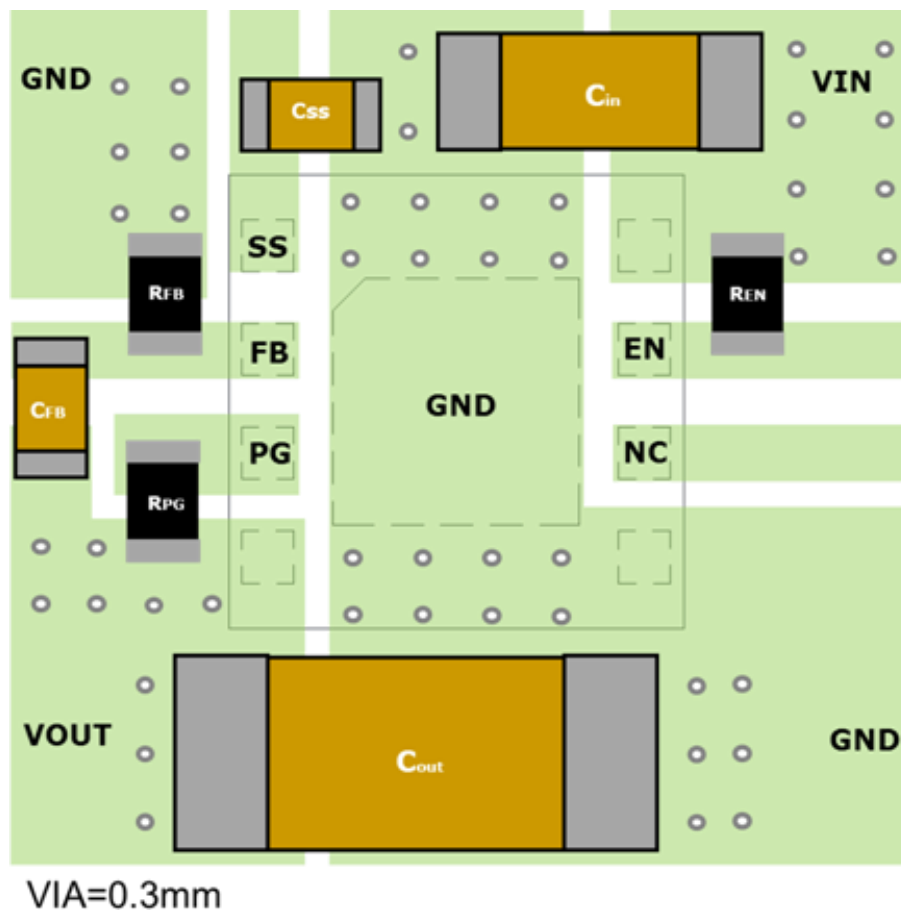 GND
Css
Cin
VIN
SS
RFB
REN
FB
EN
CFB
GND
PG
NC
RPG
VOUT
Cout
GND
VIA=0.3mm